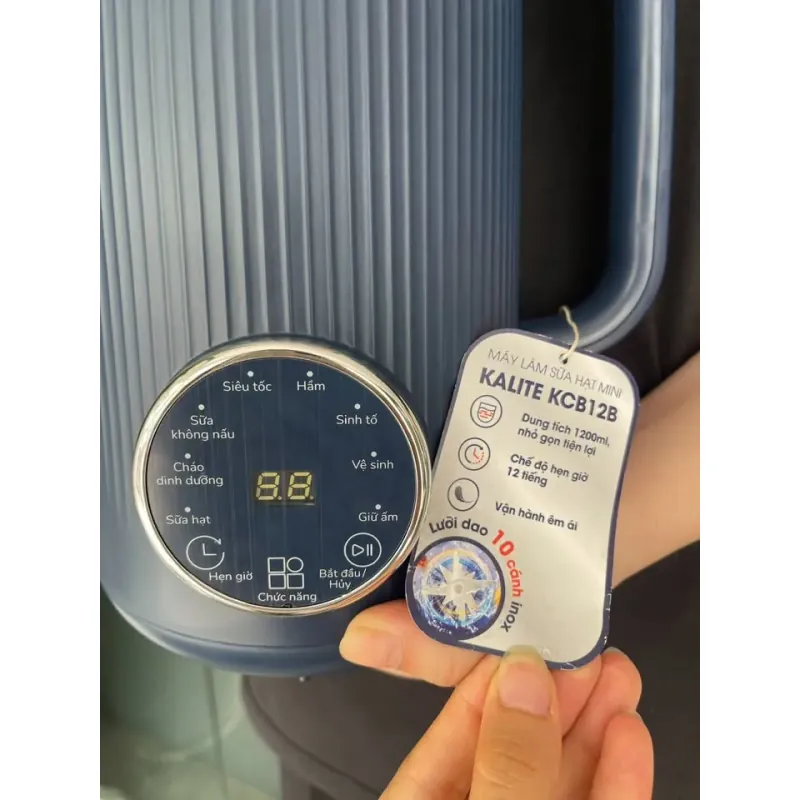 Siêu tốc
Hầm
Sữa
không nấu
Sinh tố
Cháo
dinh dưỡng
Vệ sinh
Sữa hạt
Giữ ấm
8.8.
Hẹn giờ
Chức năng
Bắt đầu/
Hủy
MÁY LÀM SỮA HẠT MINI
KALITE KCB12B
Dung tích 1200ml,
nhỏ gọn tiện lợi
Chế độ hẹn giờ
12 tiếng
Vận hành êm ái
Lưỡi dao 10 cánh inox